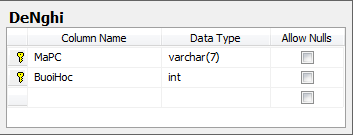 DeNghi
Column Name Data Type Allow Nulls
MaPC varchar(7)
BuoiHoc int